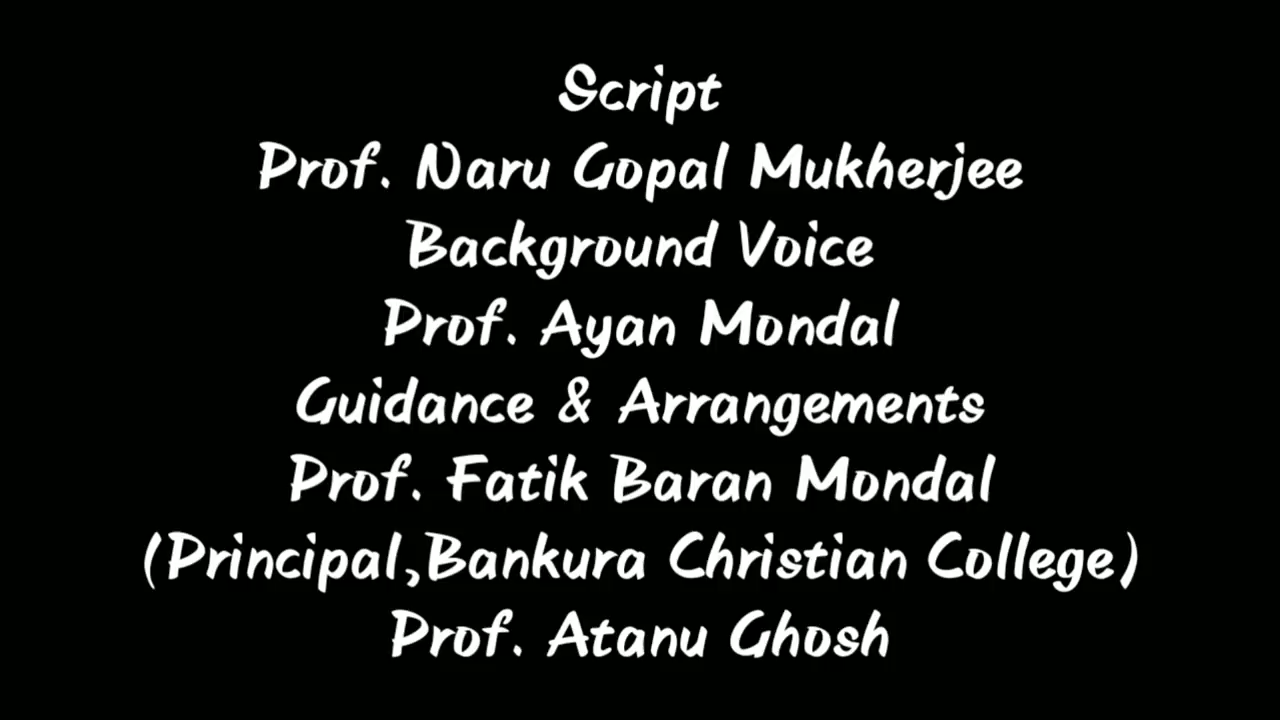 Script
Prof. Naru Gopal Mukherjee
Background Voice
Prof. Ayan Mondal
Guidance & Arrangements
Prof. Fatik Baran Mondal
(Principal,Bankura Christian College)
Prof. Atanu Ghosh